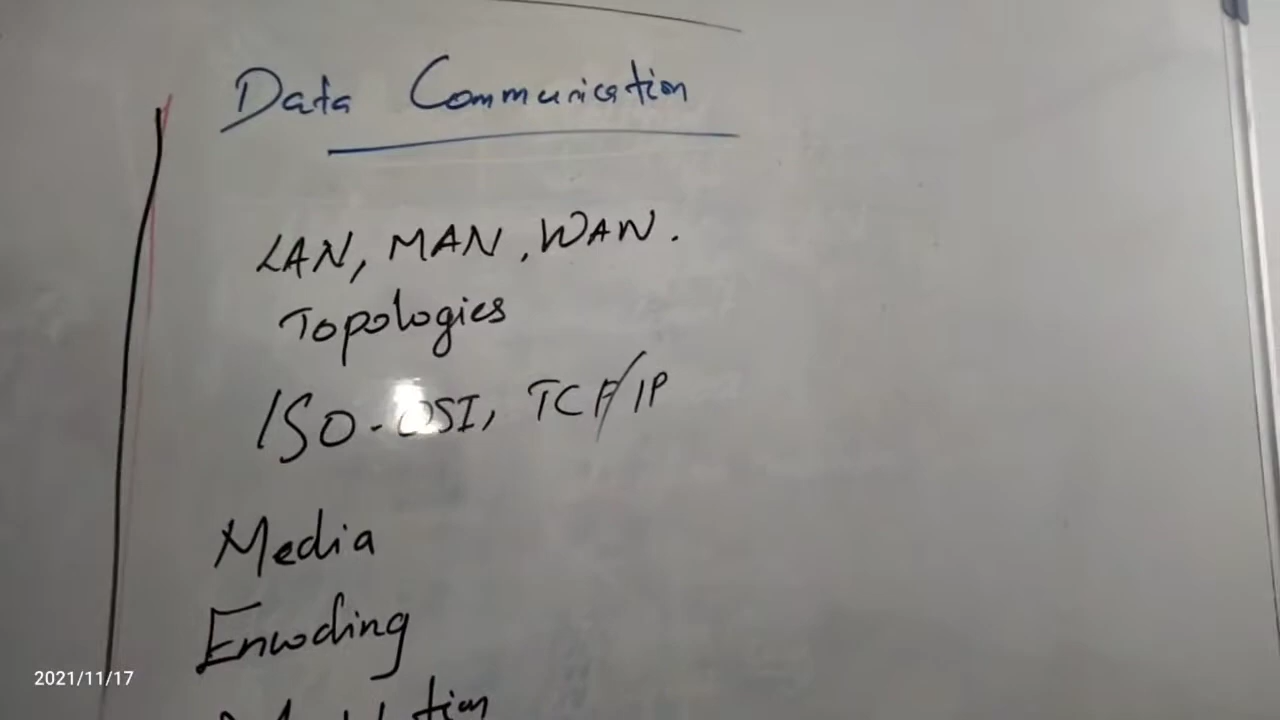 Data Communication
LAN, MAN, WAN.
Topologies
ISO-OSI, TCP/IP
Media
Encoding
2021/11/17